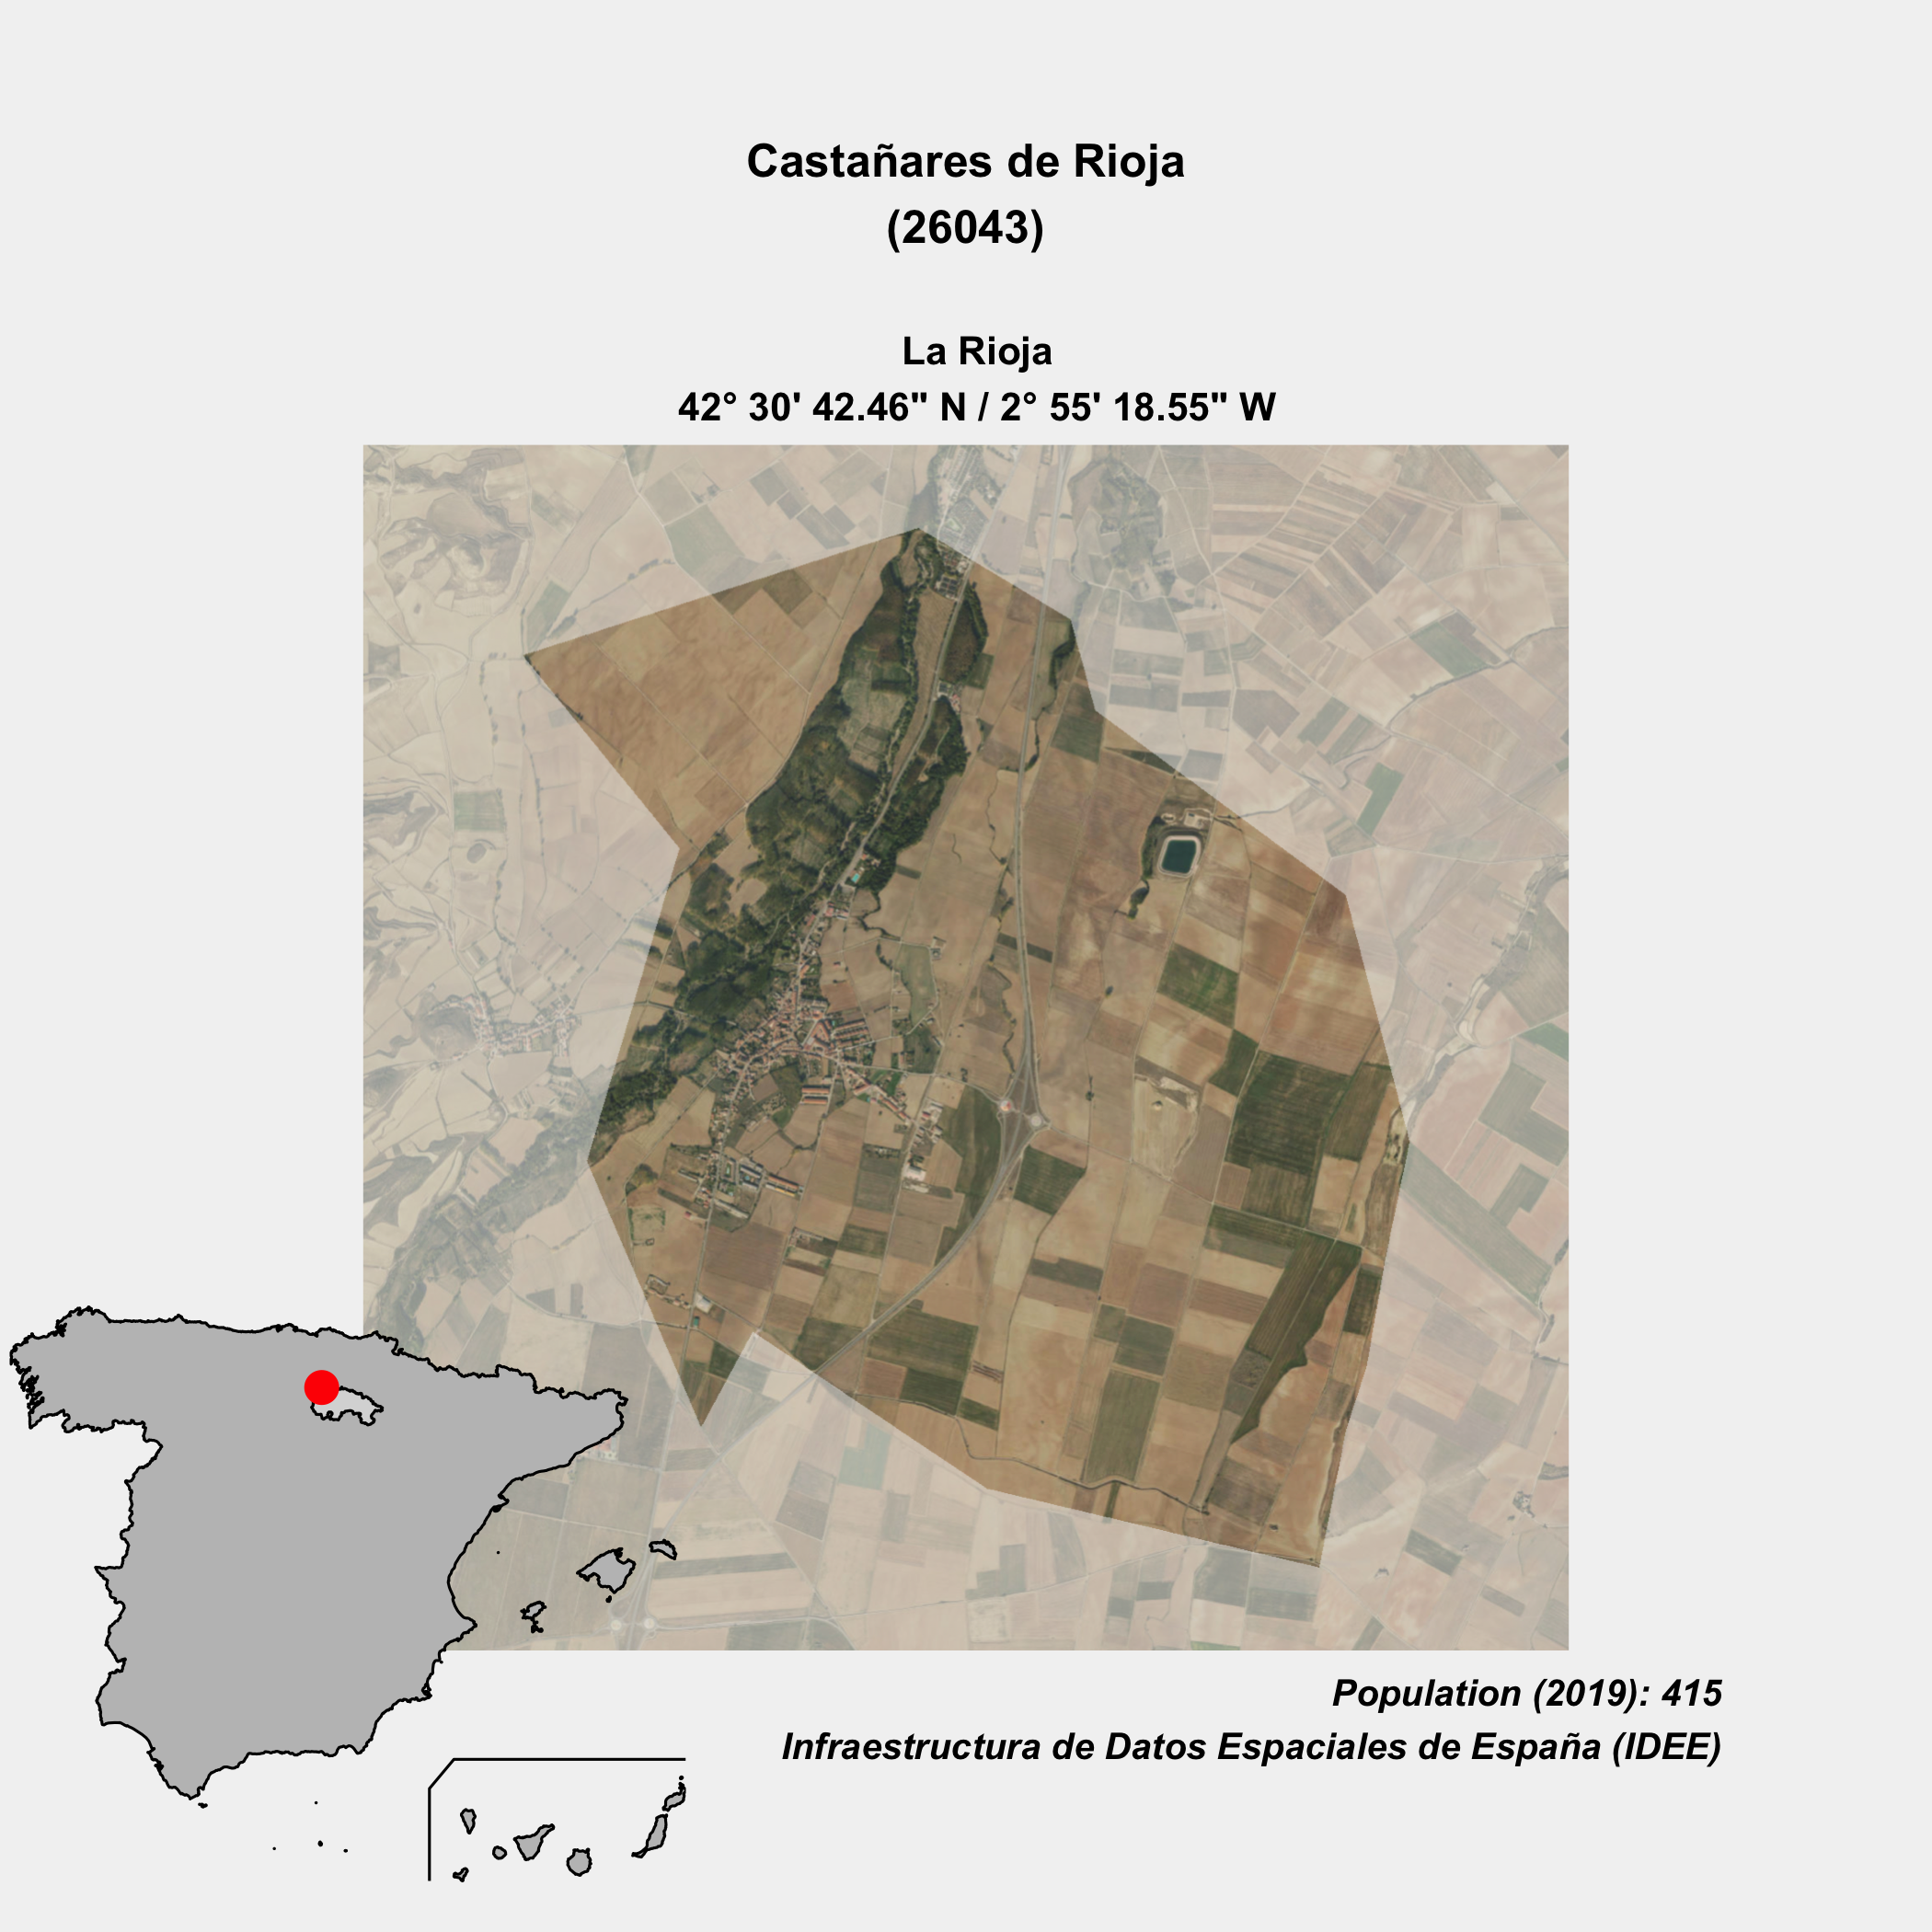 Castañares de Rioja
(26043)
La Rioja
42° 30' 42.46" N / 2° 55' 18.55" W
Population (2019): 415
Infraestructura de Datos Espaciales de España (IDEE)